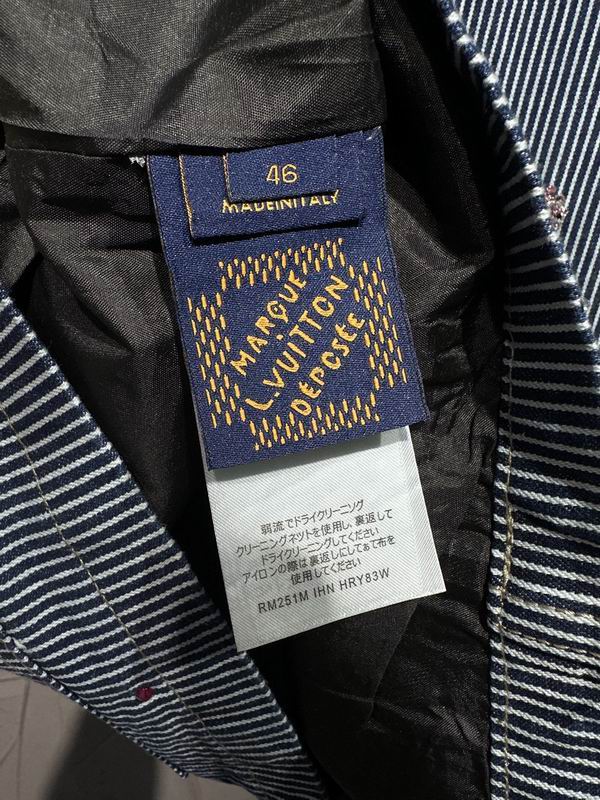 46
MADE IN ITALY
MARQUE
L.VUITTON
DÉPOSÉE
弱流でドライクリーニング
クリーニングネットを使用し、裏返して
ドライクリーニングしてください
アイロンの際は裏返しにしてあて布を
使用してください
RM251M IHN HRY83W